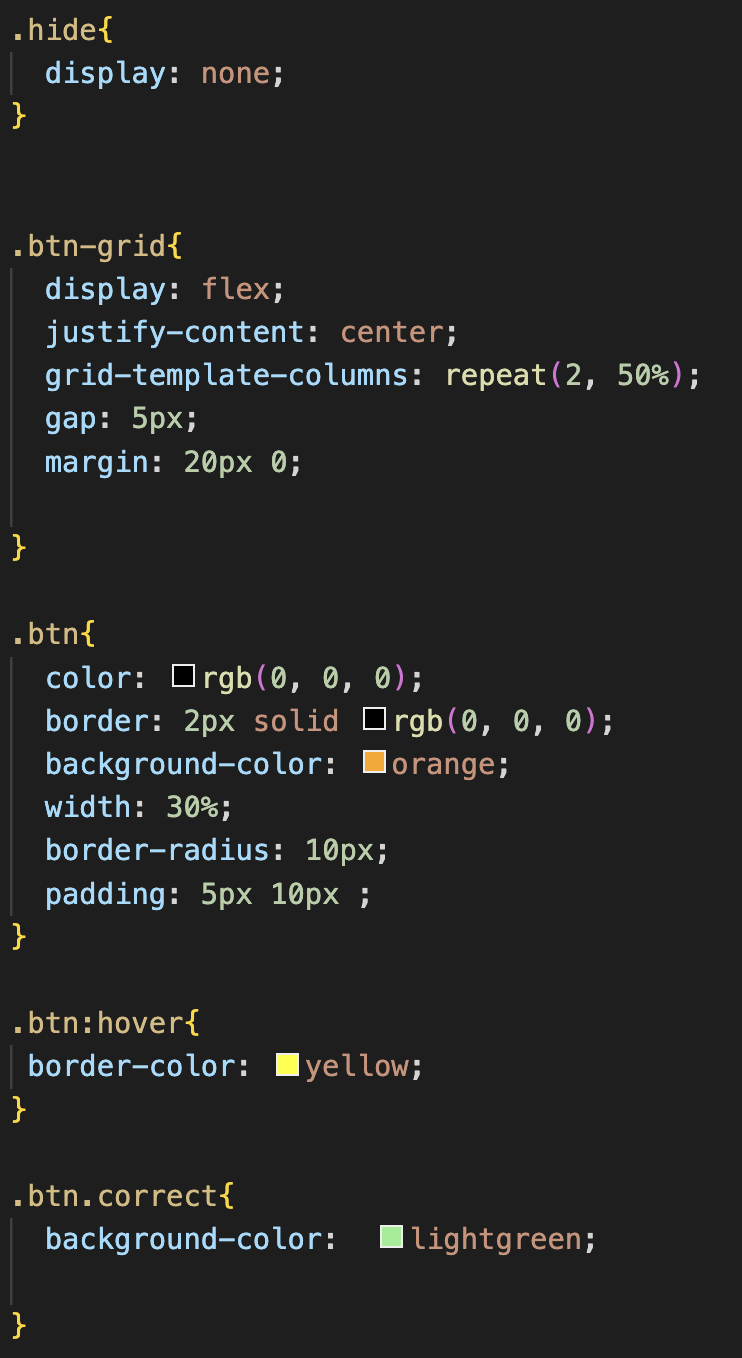 .hide{
  display: none;
}
.btn-grid{
  display: flex;
  justify-content: center;
  grid-template-columns: repeat(2, 50%);
  gap: 5px;
  margin: 20px 0;
}
.btn{
  color: rgb(0, 0, 0);
  border: 2px solid rgb(0, 0, 0);
  background-color: orange;
  width: 30%;
  border-radius: 10px;
  padding: 5px 10px ;
}
.btn:hover{
 border-color: yellow;
}
.btn.correct{
  background-color:  lightgreen;
}